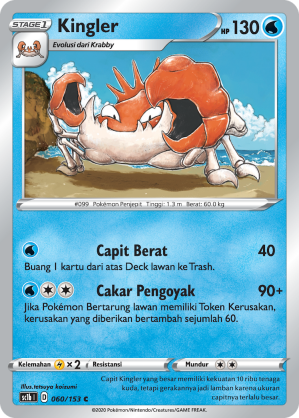 STAGE 1 Kingler HP 130
Evolusi dari Krabby
#099 Pokémon Penjepit Tinggi: 1.3 m Berat: 60.0 kg
Capit Berat 40
Buang 1 kartu dari atas Deck lawan ke Trash.
Cakar Pengoyak 90+
Jika Pokémon Bertarung lawan memiliki Token Kerusakan,
kerusakan yang diberikan bertambah sejumlah 60.
Kelemahan ×2 Resistansi Mundur
Illus. tetsuya koizumi
sc1b I D 060/153 C
Capit Kingler yang besar memiliki kekuatan 10 ribu tenaga
kuda, tetapi gerakannya jadi lamban karena ukuran
capitnya terlalu besar.
©2020 Pokémon/Nintendo/Creatures/GAME FREAK.